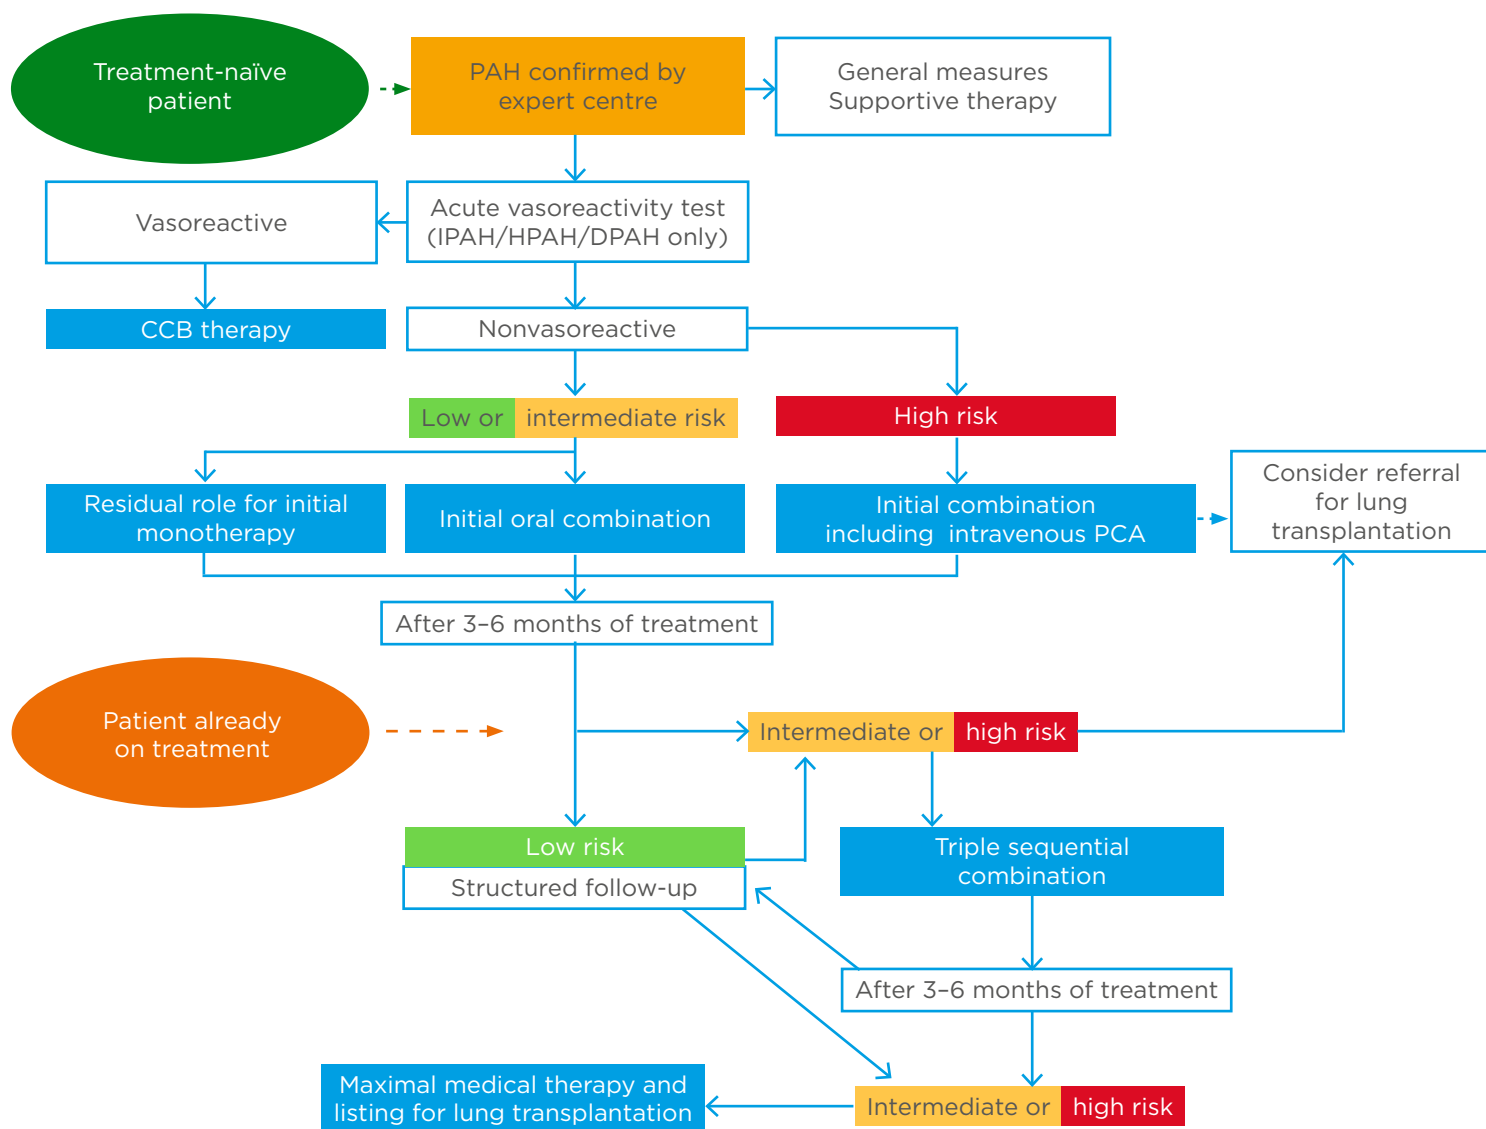 Treatment-naïve
patient
PAH confirmed by
expert centre
General measures
Supportive therapy
Vasoreactive
Acute vasoreactivity test
(IPAH/HPAH/DPAH only)
CCB therapy
Nonvasoreactive
Low or intermediate risk
High risk
Residual role for initial
monotherapy
Initial oral combination
Initial combination
including intravenous PCA
Consider referral
for lung
transplantation
After 3–6 months of treatment
Patient already
on treatment
Intermediate or high risk
Low risk
Structured follow-up
Triple sequential
combination
After 3–6 months of treatment
Maximal medical therapy and
listing for lung transplantation
Intermediate or high risk